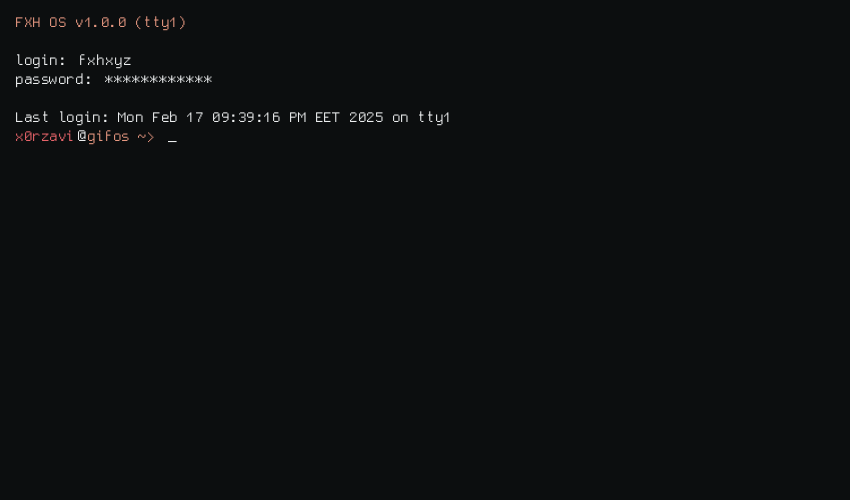 FXH OS v1.0.0 (tty1)
login: fxhxyz
password: ************
Last login: Mon Feb 17 09:39:16 PM EET 2025 on tty1
x0rzavi@gifos ~> _